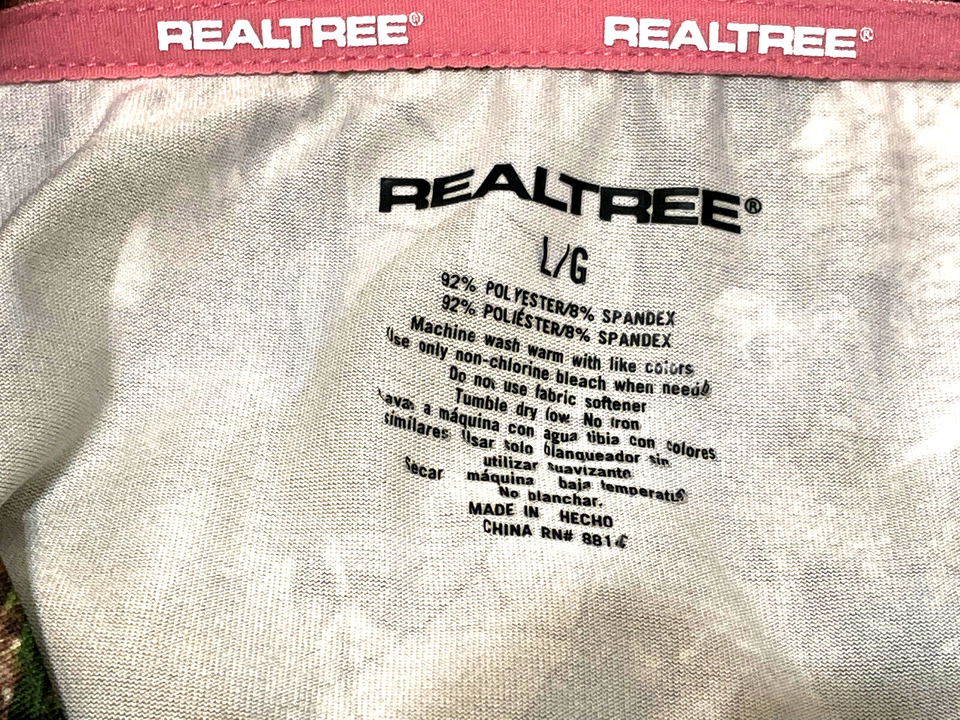 REALTREE® REALTREE®
REALTREE®
L/G
92% POLYESTER/8% SPANDEX
92% POLIÉSTER/8% SPANDEX
Machine wash warm with like colors
Use only non-chlorine bleach when
Do not use fabric softener
Tumble dry low No iron
a máquina con agua tibia con colores
similares Usar solo blanqueador sin
utilizar suavizante
Secar máquina baja
No blanchar.
MADE IN HECHO
CHINA RN#